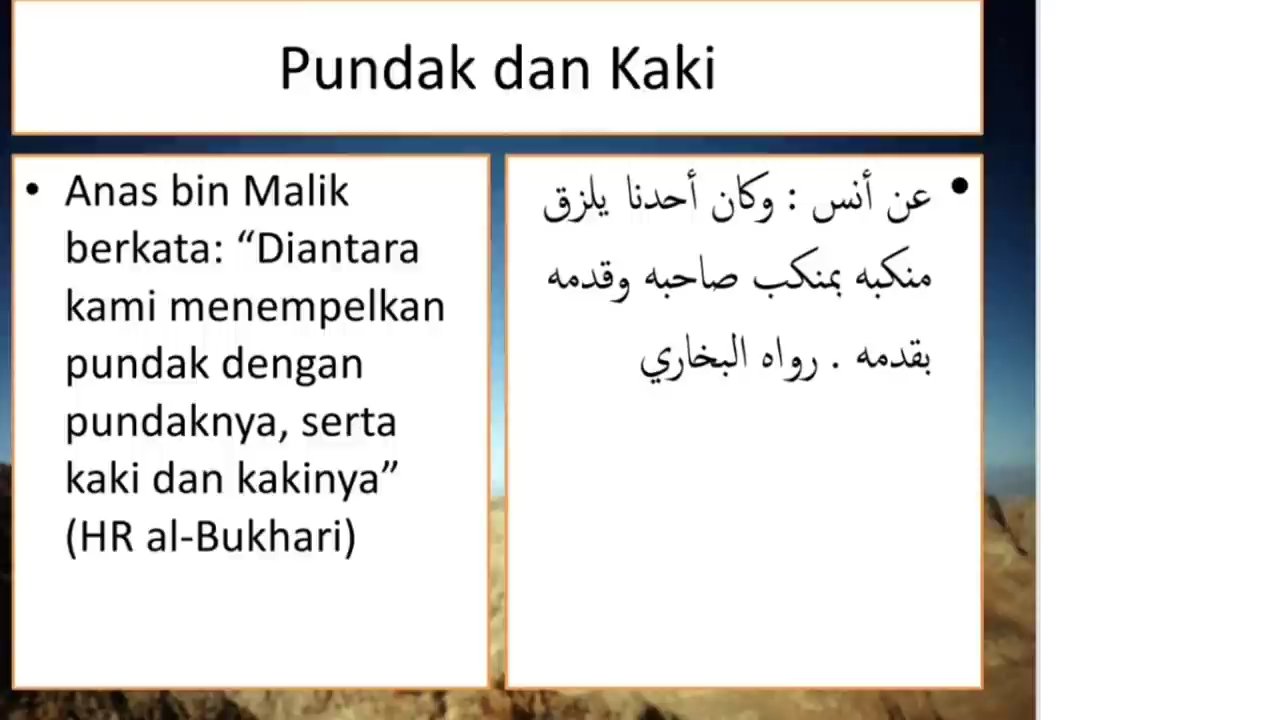 Pundak dan Kaki
• Anas bin Malik
berkata: “Diantara
kami menempelkan
pundak dengan
pundaknya, serta
kaki dan kakinya”
(HR al-Bukhari)
• عن أنس : وكان أحدنا يلزق
منكبه بمنكب صاحبه وقدمه
بقدمه . رواه البخاري